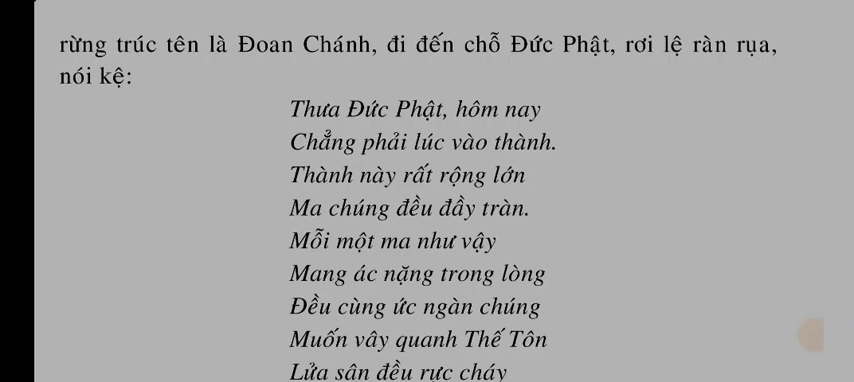 rừng trúc tên là Đoan Chánh, đi đến chỗ Đức Phật, rơi lệ ràn rụa,
nói kệ:
Thưa Đức Phật, hôm nay
Chẳng phải lúc vào thành.
Thành này rất rộng lớn
Ma chúng đều đầy tràn.
Mỗi một ma như vậy
Mang ác nặng trong lòng
Đều cùng ức ngàn chúng
Muốn vây quanh Thế Tôn
Lửa sân đều rực cháy